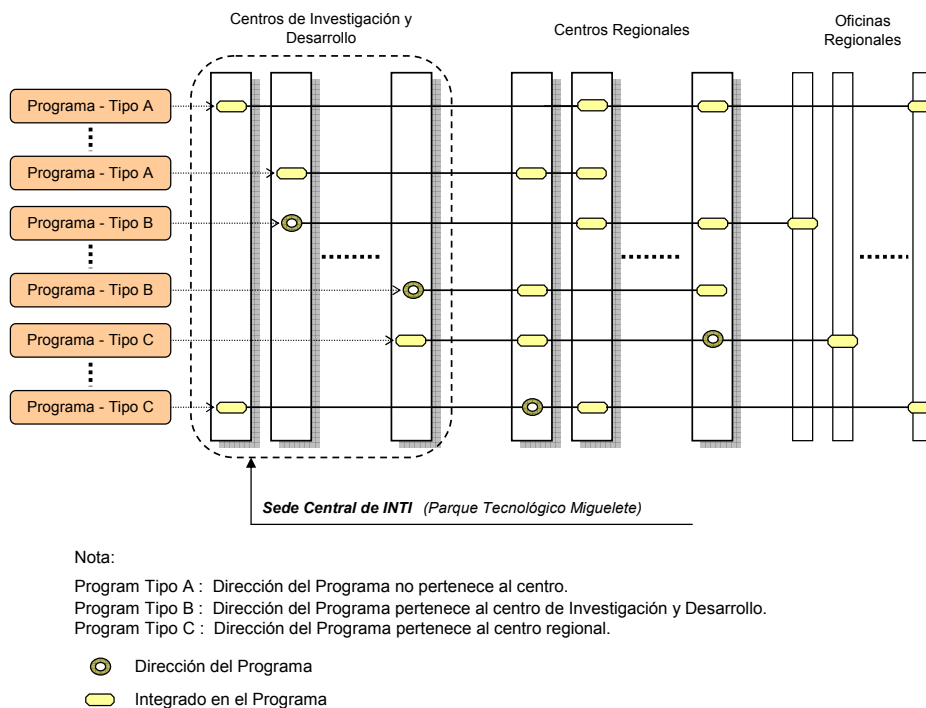 Centros de Investigación y
Desarrollo
Centros Regionales
Oficinas
Regionales
Programa - Tipo A
Programa - Tipo A
Programa - Tipo B
Programa - Tipo B
Programa - Tipo C
Programa - Tipo C
Sede Central de INTI (Parque Tecnológico Miguelete)
Nota:
Program Tipo A : Dirección del Programa no pertenece al centro.
Program Tipo B : Dirección del Programa pertenece al centro de Investigación y Desarrollo.
Program Tipo C : Dirección del Programa pertenece al centro regional.
Dirección del Programa
Integrado en el Programa